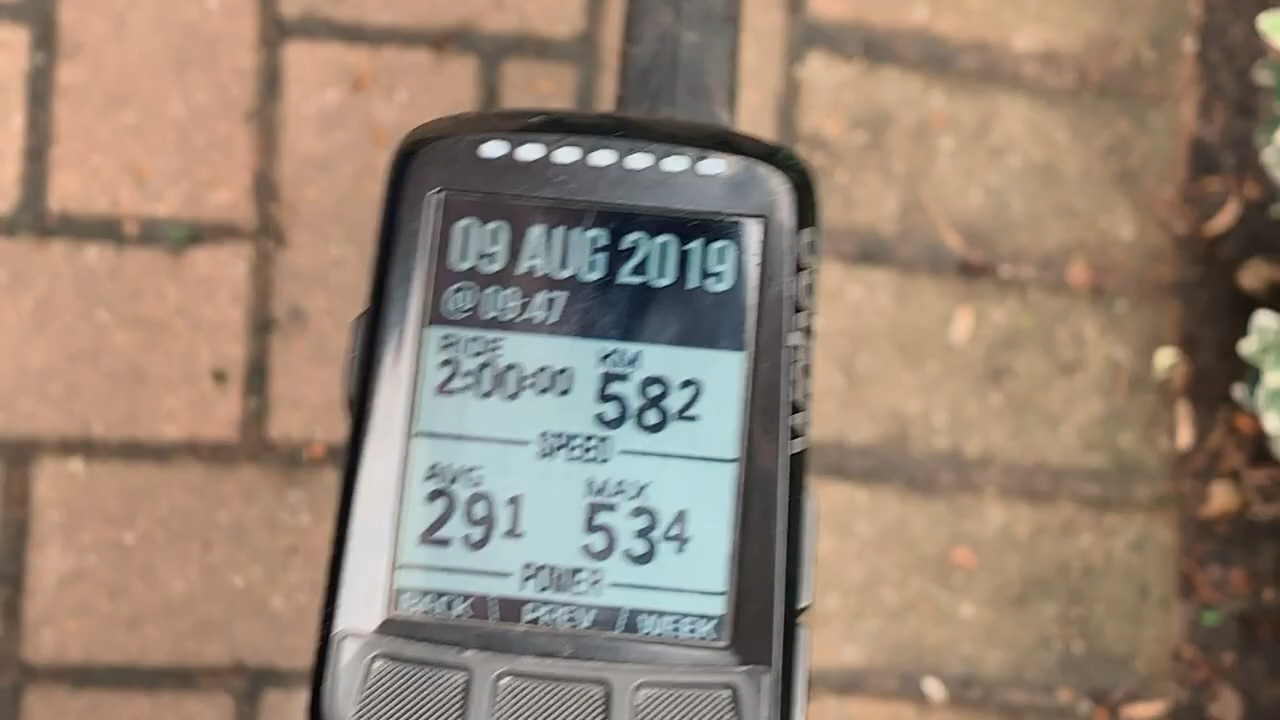 09 AUG 2019
@ 09:47
RIDE KM
2:00:00 582
SPEED
AVG MAX
291 534
POWER
BACK | PREV / WEEK